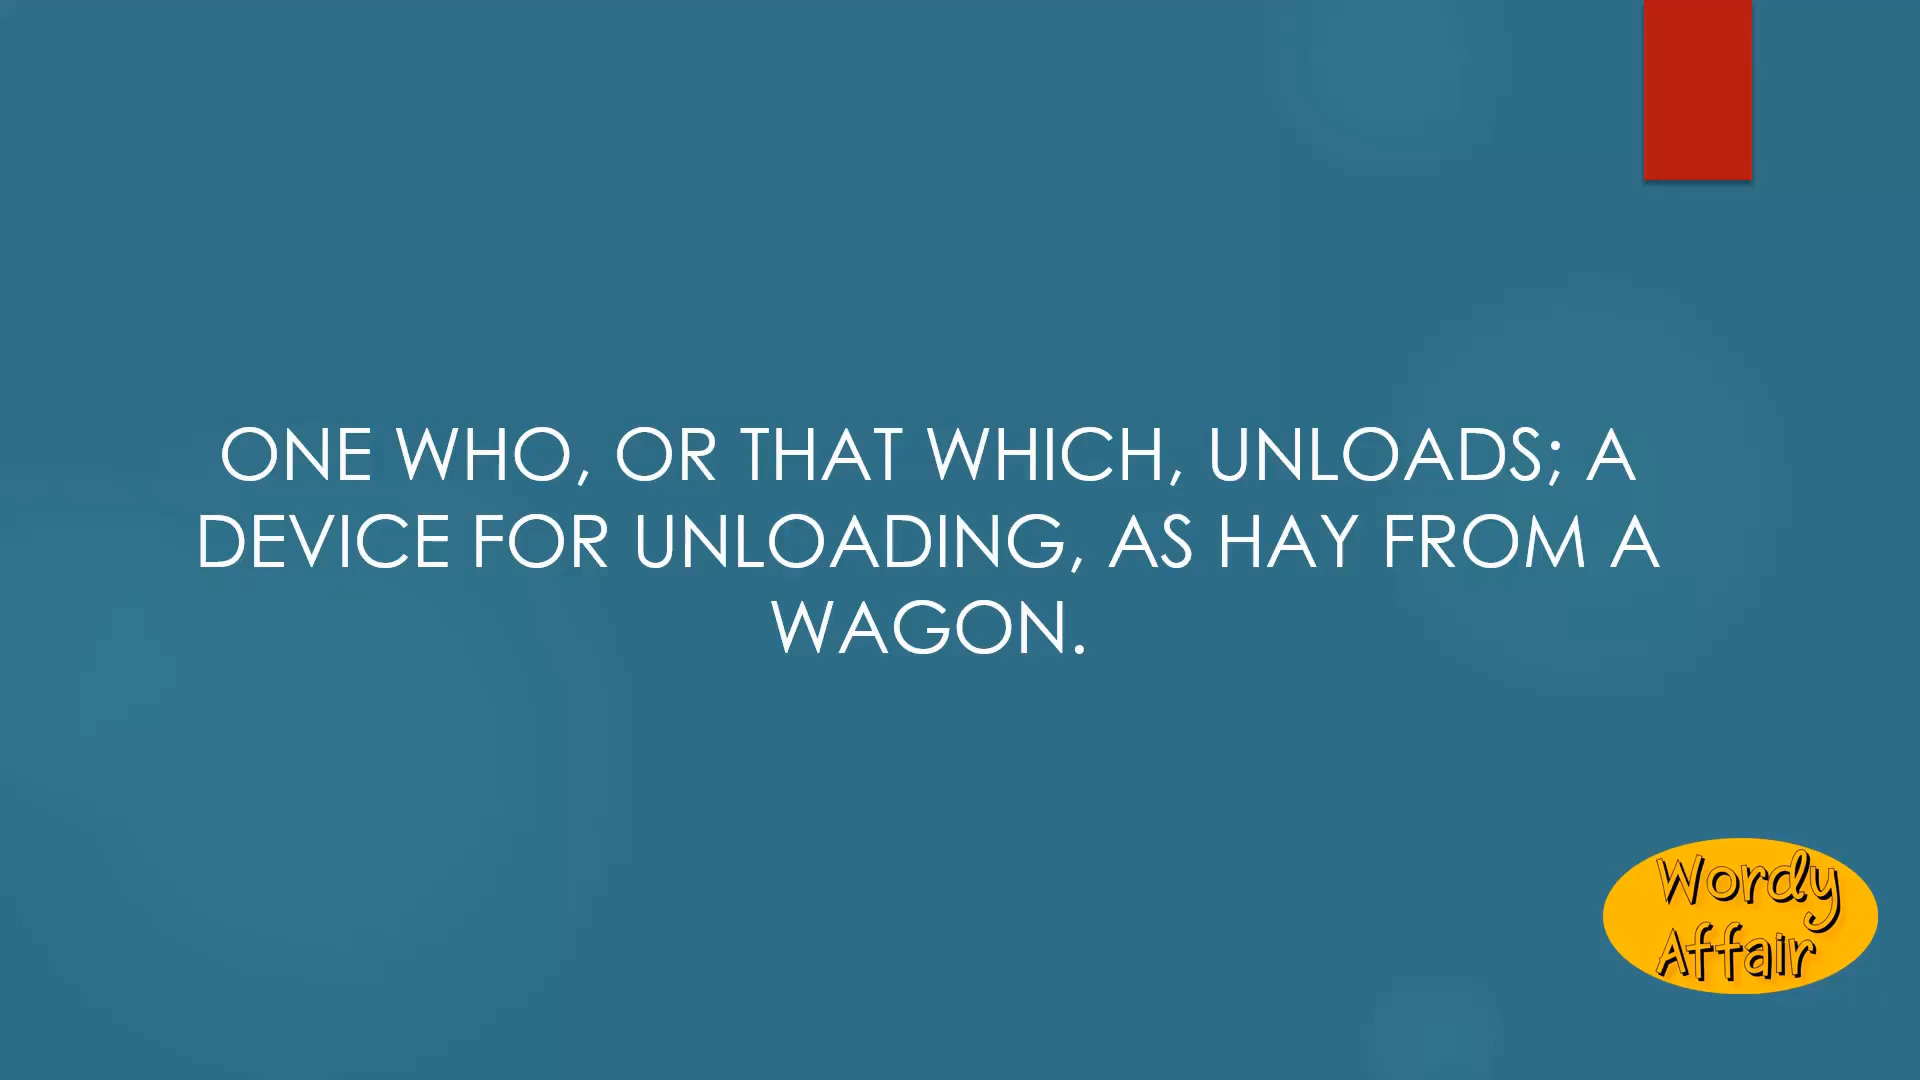 ONE WHO, OR THAT WHICH, UNLOADS; A
DEVICE FOR UNLOADING, AS HAY FROM A
WAGON.
Wordy
Affair